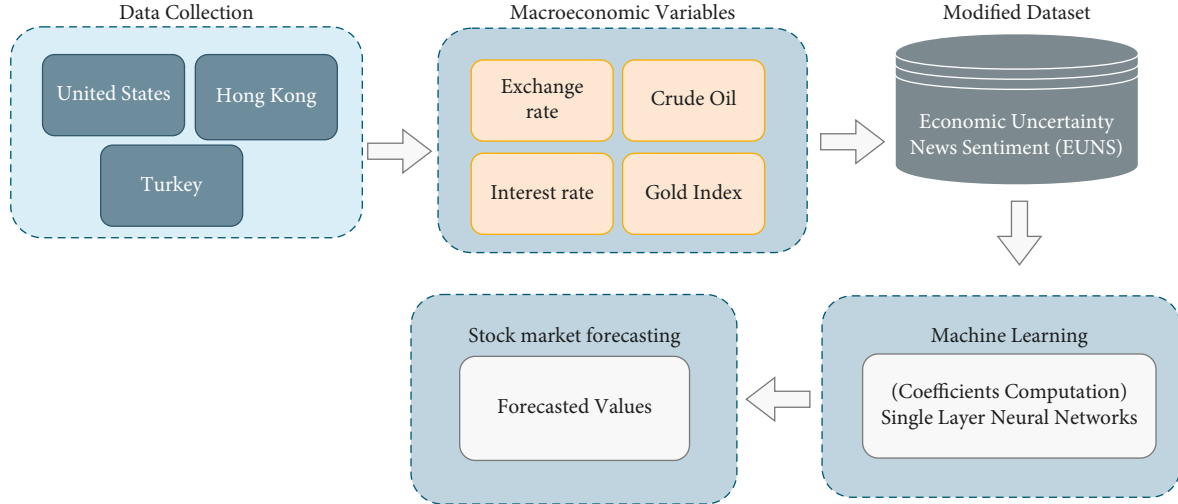 Data Collection
United States
Hong Kong
Turkey
Macroeconomic Variables
Exchange
rate
Crude Oil
Interest rate
Gold Index
Modified Dataset
Economic Uncertainty
News Sentiment (EUNS)
Machine Learning
(Coefficients Computation)
Single Layer Neural Networks
Stock market forecasting
Forecasted Values